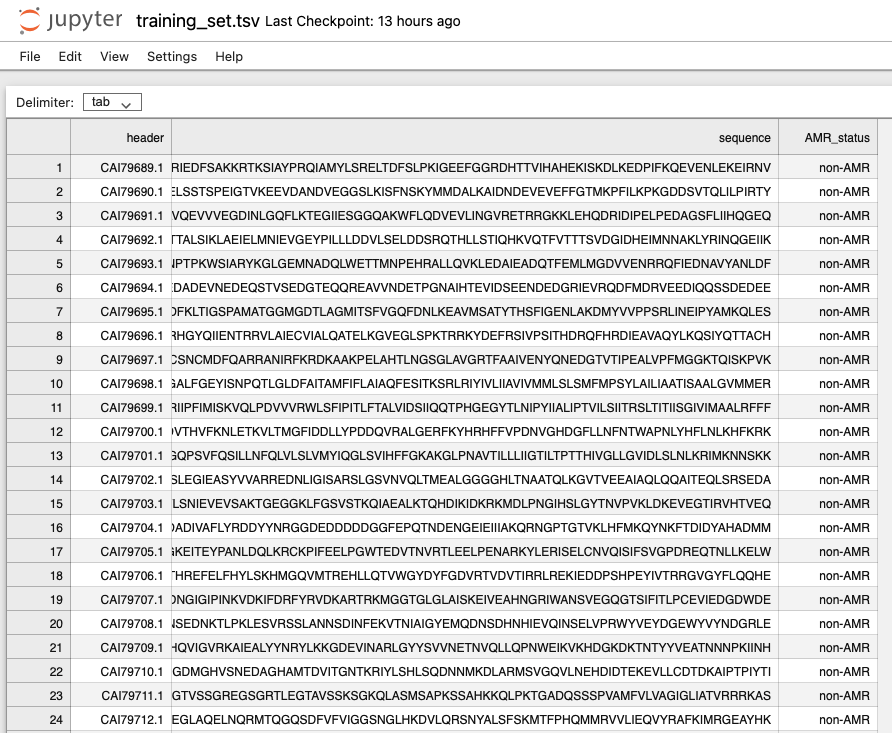 jupyter training_set.tsv Last Checkpoint: 13 hours ago
File Edit View Settings Help
Delimiter: tab
header sequence AMR_status
1 CAI79689.1 RIEDFSAKKRTKSIAYPRQIAMYLSRELTDFSLPKIGEEFGGRDHTTVIHAHEKISKDLKEDPIFKQEVENLEKEIRNV non-AMR
2 CAI79690.1 ELSSTSPEIGTVKEEVDANDVEGGSLKISFNSKYMMDALKAIDNDEVEVEFFGTMKPFILKPKGDDSVTQLILPIRTY non-AMR
3 CAI79691.1 VQEVVVEGDINLGQFLKTEGIIESGGQAKWFLQDVEVLINGVRETRRGKKLEHQDRIDIPELPEDAGSFLIIHQGEQ non-AMR
4 CAI79692.1 TTALSIKLAEIELMNIEVGEYPILLLDDVLSELDDSRQTHLLSTIQHKVQTFVTTTSVDGIDHEIMNNAKLYRINQGEIIK non-AMR
5 CAI79693.1 NPTPKWSIARYKGLGEMNADQLWETTMNPEHRALLQVKLEDAIEADQTFEMLMGDVVENRRQFIEDNAVYANLDF non-AMR
6 CAI79694.1 EDADEVNEDEQSTVSEDGTEQQREAVVNDETPGNAIHTEVIDSEENDEDGRIEVRQDFMDRVEEDIQQSSDEDEE non-AMR
7 CAI79695.1 DFKLTIGSPAMATGGMGDTLAGMITSFVGQFDNLKEAVMSATYTHSFIGENLAKDMYVVPPSRLINEIPYAMKQLES non-AMR
8 CAI79696.1 RHGYQIIENTRRVLAIECVIALQATELKGVEGLSPKTRRKYDEFRSIVPSITHDRQFHRDIEAVAQYLKQSIYQTTACH non-AMR
9 CAI79697.1 CSNCMDFQARRANIRFKRDKAAKPELAHTLNGSGLAVGRTFAAIVENYQNEDGTVTIPEALVPFMGGKTQISKPVK non-AMR
10 CAI79698.1 GALFGEYISNPQTLGLDFAITAMFIFLAIAQFESITKSRLRIYIVLIIAVIVMMLSLSMFMPSYLAILIAATISAALGVMMER non-AMR
11 CAI79699.1 RIIPFIMISKVQLPDVVVRWLSFIPITLFTALVIDSIIQQTPHGEGYTLNIPYIIALIPTVILSIITRSLTITIISGIVIMAALRFFF non-AMR
12 CAI79700.1 DVTHVFKNLETKVLTMGFIDDLLYPDDQVRALGERFKYHRHFFVPDNVGHDGFLLNFNTWAPNLYHFLNLKHFKRK non-AMR
13 CAI79701.1 GQPSVFQSILLNFQLVLSLVMYIQGLSVIHFFGKAKGLPNAVTILLLIIGTILTPTTHIVGLLGVIDLSLNLKRIMKNNSKK non-AMR
14 CAI79702.1 SLEGIEASYVVARREDNLIGISARSLGSVNVQLTMEALGGGGHLTNAATQLKGVTVEEAIAQLQQAITEQLSRSEDA non-AMR
15 CAI79703.1 LSNIEVEVSAKTGEGGKLFGSVSTKQIAEALKTQHDIKIDKRKMDLPNGIHSLGYTNVPVKLDKEVEGTIRVHTVEQ non-AMR
16 CAI79704.1 DADIVAFLYRDDYYNRGGDEDDDDDGGFEPQTNDENGEIEIIIAKQRNGPTGTVKLHFMKQYNKFTDIDYAHADMM non-AMR
17 CAI79705.1 GKEITEYPANLDQLKRCKPIFEELPGWTEDVTNVRTLEELPENARKYLERISELCNVQISIFSVGPDREQTNLLKELW non-AMR
18 CAI79706.1 THREFELFHYLSKHMGQVMTREHLLQTVWGYDYFGDVRTVDVTIRRLREKIEDDPSHPEYIVTRRGVGYFLQQHE non-AMR
19 CAI79707.1 DNGIGIPINKVDKIFDRFYRVDKARTRKMGGTGLGLAISKEIVEAHNGRIWANSVEGQGTSIFITLPCEVIEDGDWDE non-AMR
20 CAI79708.1 NSEDNKTLPKLESVRSSLANNSDINFEKVTNIAIGYEMQDNSDHNHIEVQINSELVPRWYVEYDGEWYVYNDGRLE non-AMR
21 CAI79709.1 HQVIGVRKAIEALYYNRYLKKGDEVINARLGYYSVVNETNVQLLQPNWEIKVKHDGKDKTNTYYVEATNNNPKIINH non-AMR
22 CAI79710.1 GDMGHVSNEDAGHAMTDVITGNTKRIYLSHLSQDNNMKDLARMSVGQVLNEHDIDTEKEVLLCDTDKAIPTPIYTI non-AMR
23 CAI79711.1 GTVSSGREGSGRTLEGTAVSSKSGKQLASMSAPKSSAHKKQLPKTGADQSSSPVAMFVLVAGIGLIATVRRRKAS non-AMR
24 CAI79712.1 EGLAQELNQRMTQGQSDFVFVIGGSNGLHKDVLQRSNYALSFSKMTFPHQMMRVVLIEQVYRAFKIMRGEAYHK non-AMR